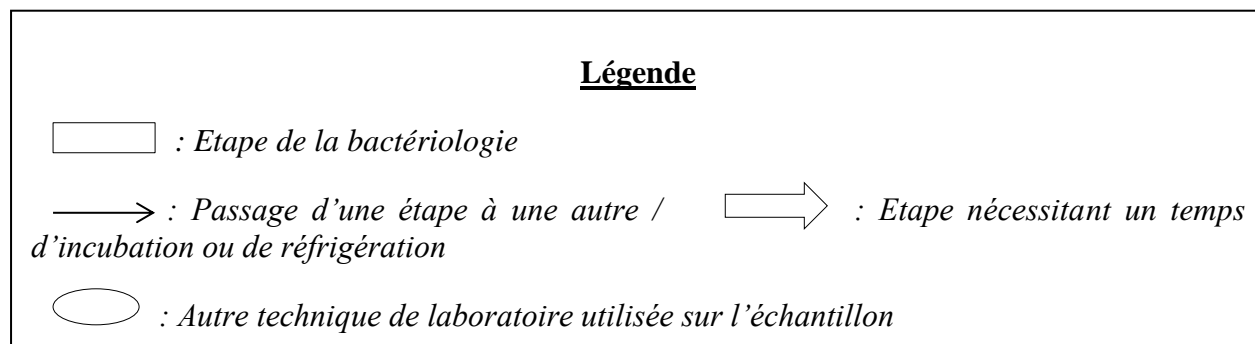 Légende
: Etape de la bactériologie
: Passage d'une étape à une autre / : Etape nécessitant un temps
d'incubation ou de réfrigération
: Autre technique de laboratoire utilisée sur l'échantillon